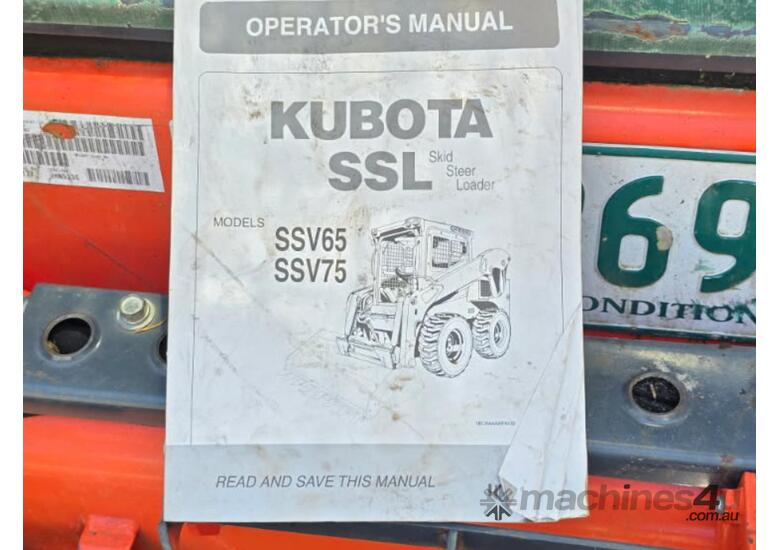 OPERATOR'S MANUAL
KUBOTA
SSL Skid Steer Loader
MODELS SSV65
SSV75
READ AND SAVE THIS MANUAL
69
ONDITION
machines4u
.com.au